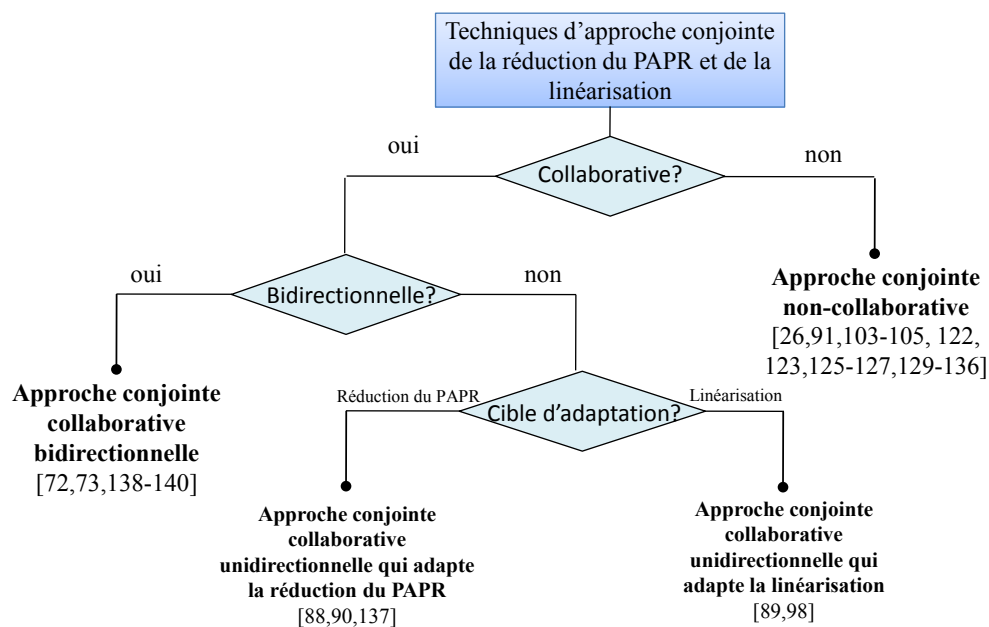 Techniques d'approche conjointe
de la réduction du PAPR et de la
linéarisation
oui
non
Collaborative?
oui
non
Bidirectionnelle?
Approche conjointe
non-collaborative
[26,91,103-105, 122,
123,125-127,129-136]
Approche conjointe
collaborative
bidirectionnelle
[72,73,138-140]
Réduction du PAPR
Cible d'adaptation?
Linéarisation
Approche conjointe
collaborative
unidirectionnelle qui adapte
la réduction du PAPR
[88,90,137]
Approche conjointe
collaborative
unidirectionnelle qui
adapte la linéarisation
[89,98]